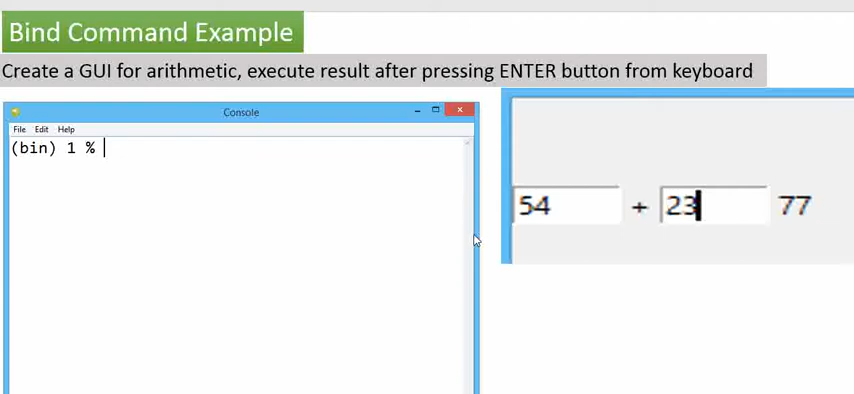 Bind Command Example
Create a GUI for arithmetic, execute result after pressing ENTER button from keyboard
Console
File Edit Help
(bin) 1 %
54 + 23 77